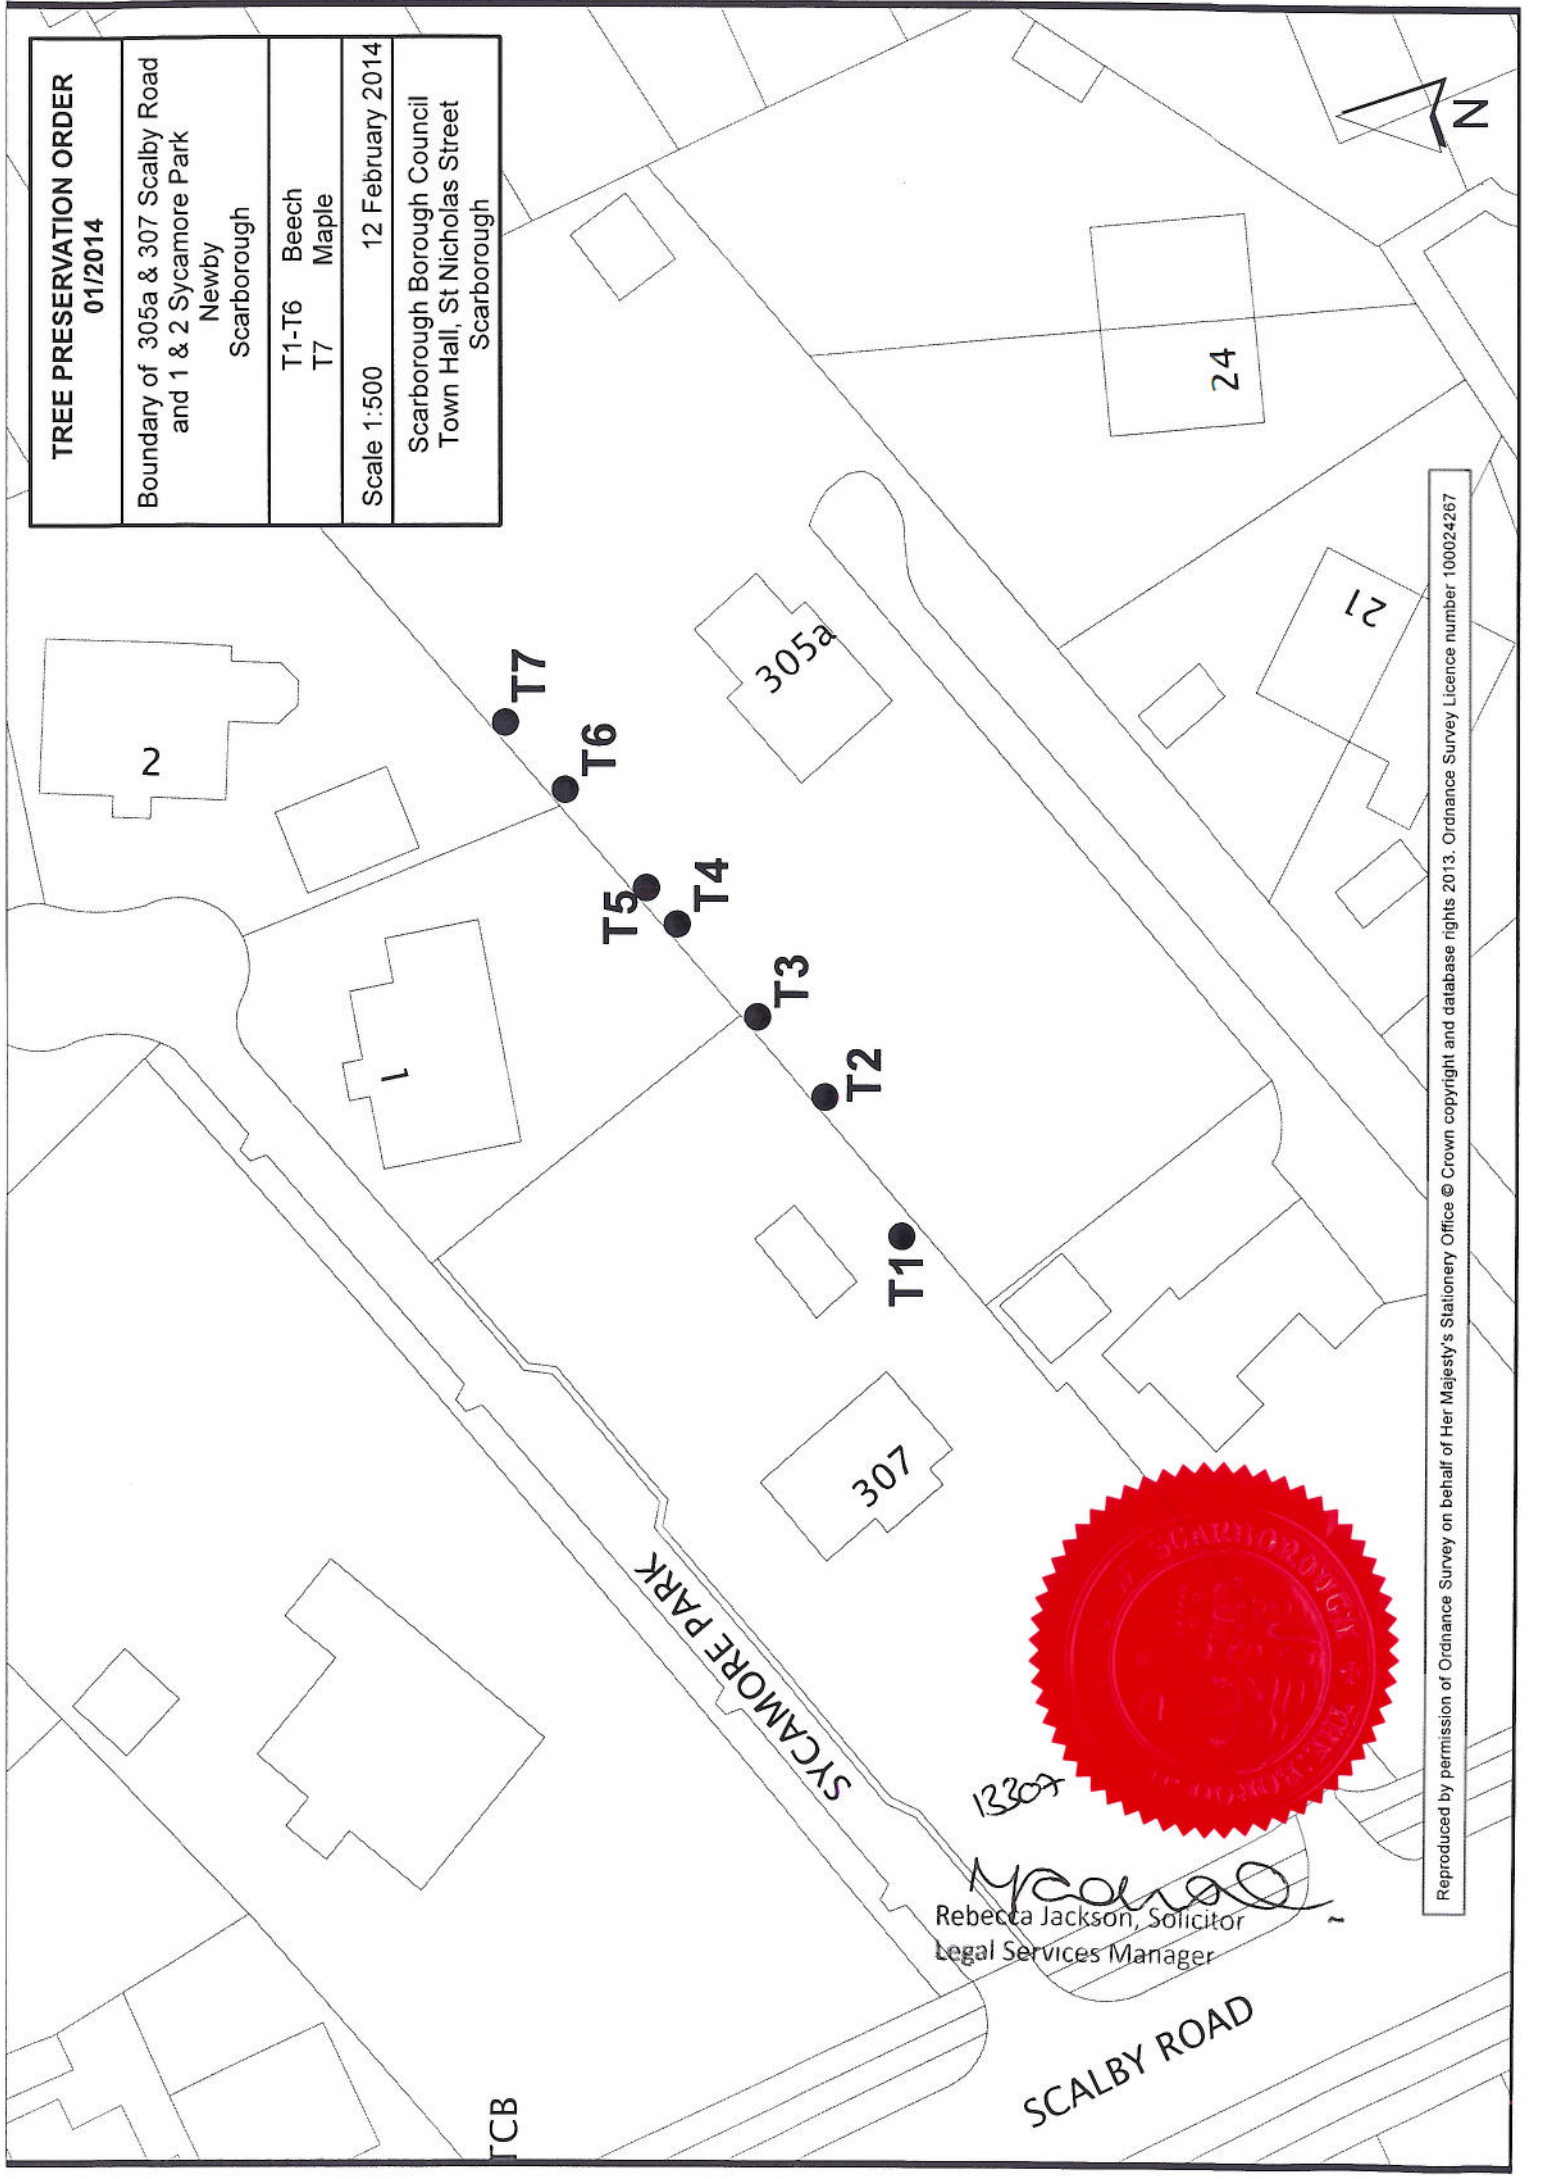 TREE PRESERVATION ORDER
01/2014
Boundary of 305a & 307 Scalby Road
and 1 & 2 Sycamore Park
Newby
Scarborough
T1-T6 Beech
T7 Maple
Scale 1:500 12 February 2014
Scarborough Borough Council
Town Hall, St Nicholas Street
Scarborough
N
2
1
24
21
305a
307
T7
T6
T5
T4
T3
T2
T1
SYCAMORE PARK
SCALBY ROAD
TCB
13307
SCARBOROUGH
Rebecca Jackson, Solicitor
Legal Services Manager
Reproduced by permission of Ordnance Survey on behalf of Her Majesty's Stationery Office © Crown copyright and database rights 2013. Ordnance Survey Licence number 100024267